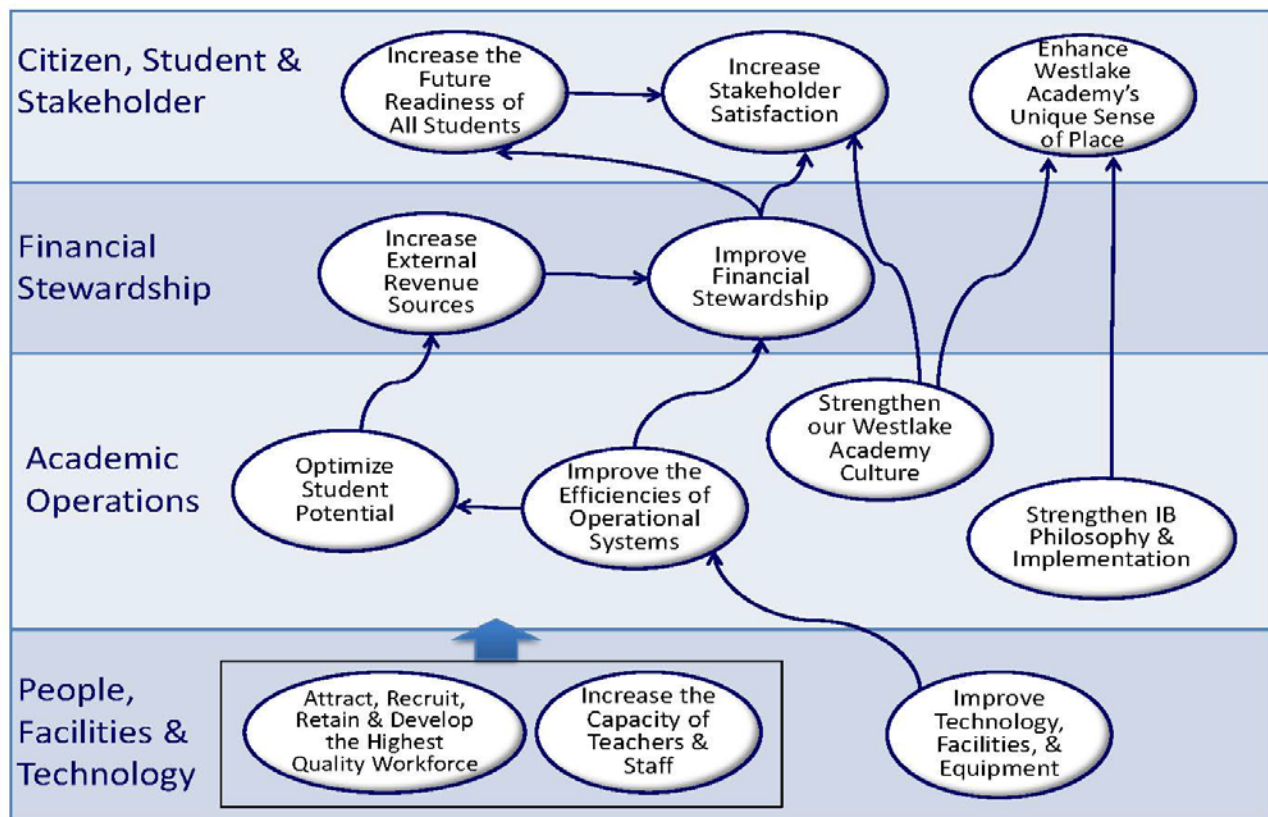 Citizen, Student &
Stakeholder
Increase the
Future
Readiness of
All Students
Increase
Stakeholder
Satisfaction
Enhance
Westlake
Academy's
Unique Sense
of Place
Financial
Stewardship
Increase
External
Revenue
Sources
Improve
Financial
Stewardship
Academic
Operations
Optimize
Student
Potential
Improve the
Efficiencies of
Operational
Systems
Strengthen
our Westlake
Academy
Culture
Strengthen IB
Philosophy &
Implementation
People,
Facilities &
Technology
Attract, Recruit,
Retain & Develop
the Highest
Quality Workforce
Increase the
Capacity of
Teachers &
Staff
Improve
Technology,
Facilities, &
Equipment